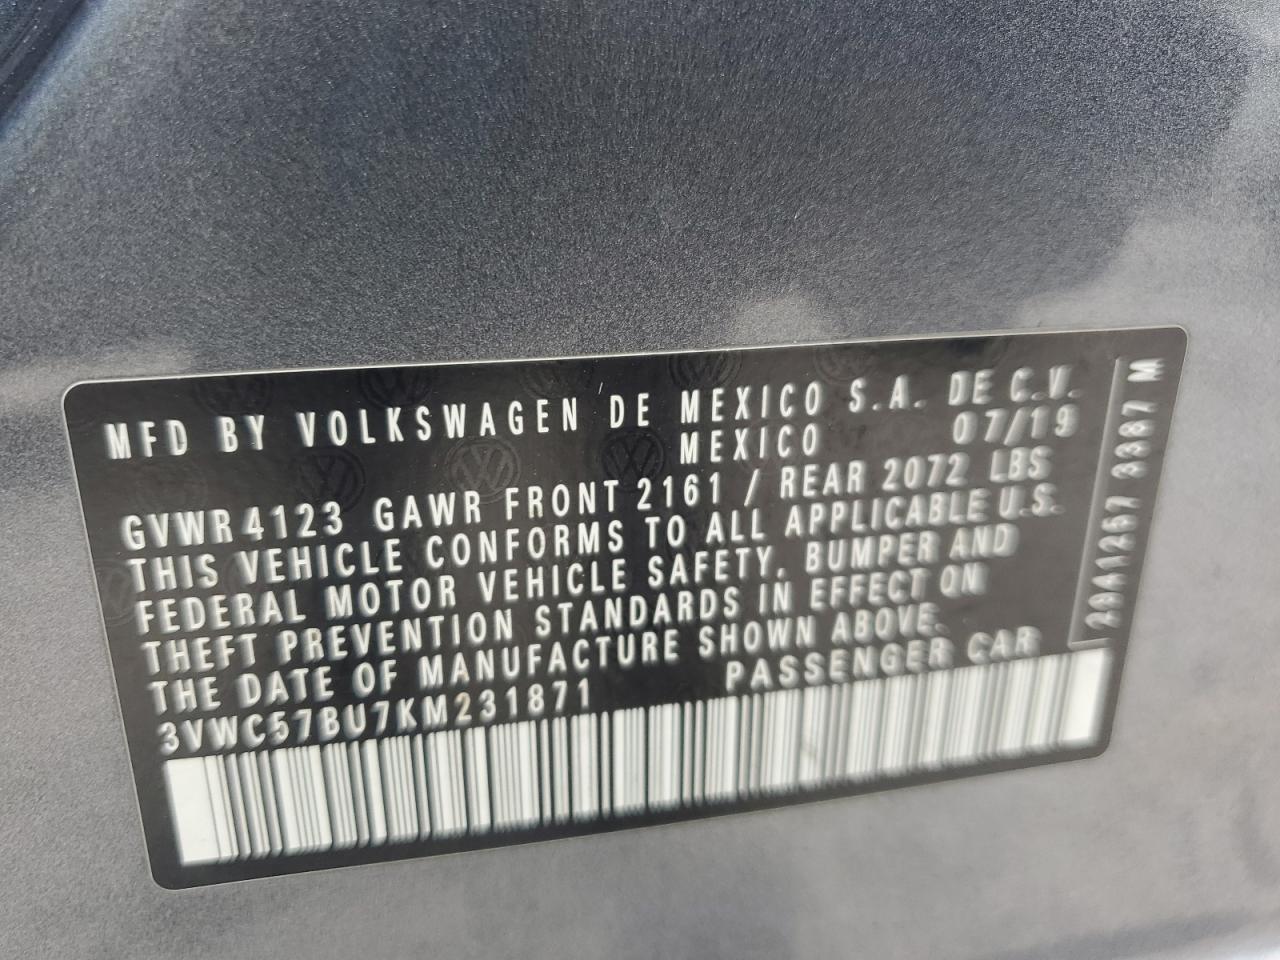 MFD BY VOLKSWAGEN DE MEXICO S.A. DE C.V.
MEXICO 07/19
GVWR 4123 GAWR FRONT 2161 / REAR 2072 LBS
THIS VEHICLE CONFORMS TO ALL APPLICABLE U.S.
FEDERAL MOTOR VEHICLE SAFETY, BUMPER AND
THEFT PREVENTION STANDARDS IN EFFECT ON
THE DATE OF MANUFACTURE SHOWN ABOVE.
3VWC57BU7KM231871 PASSENGER CAR
3387 M